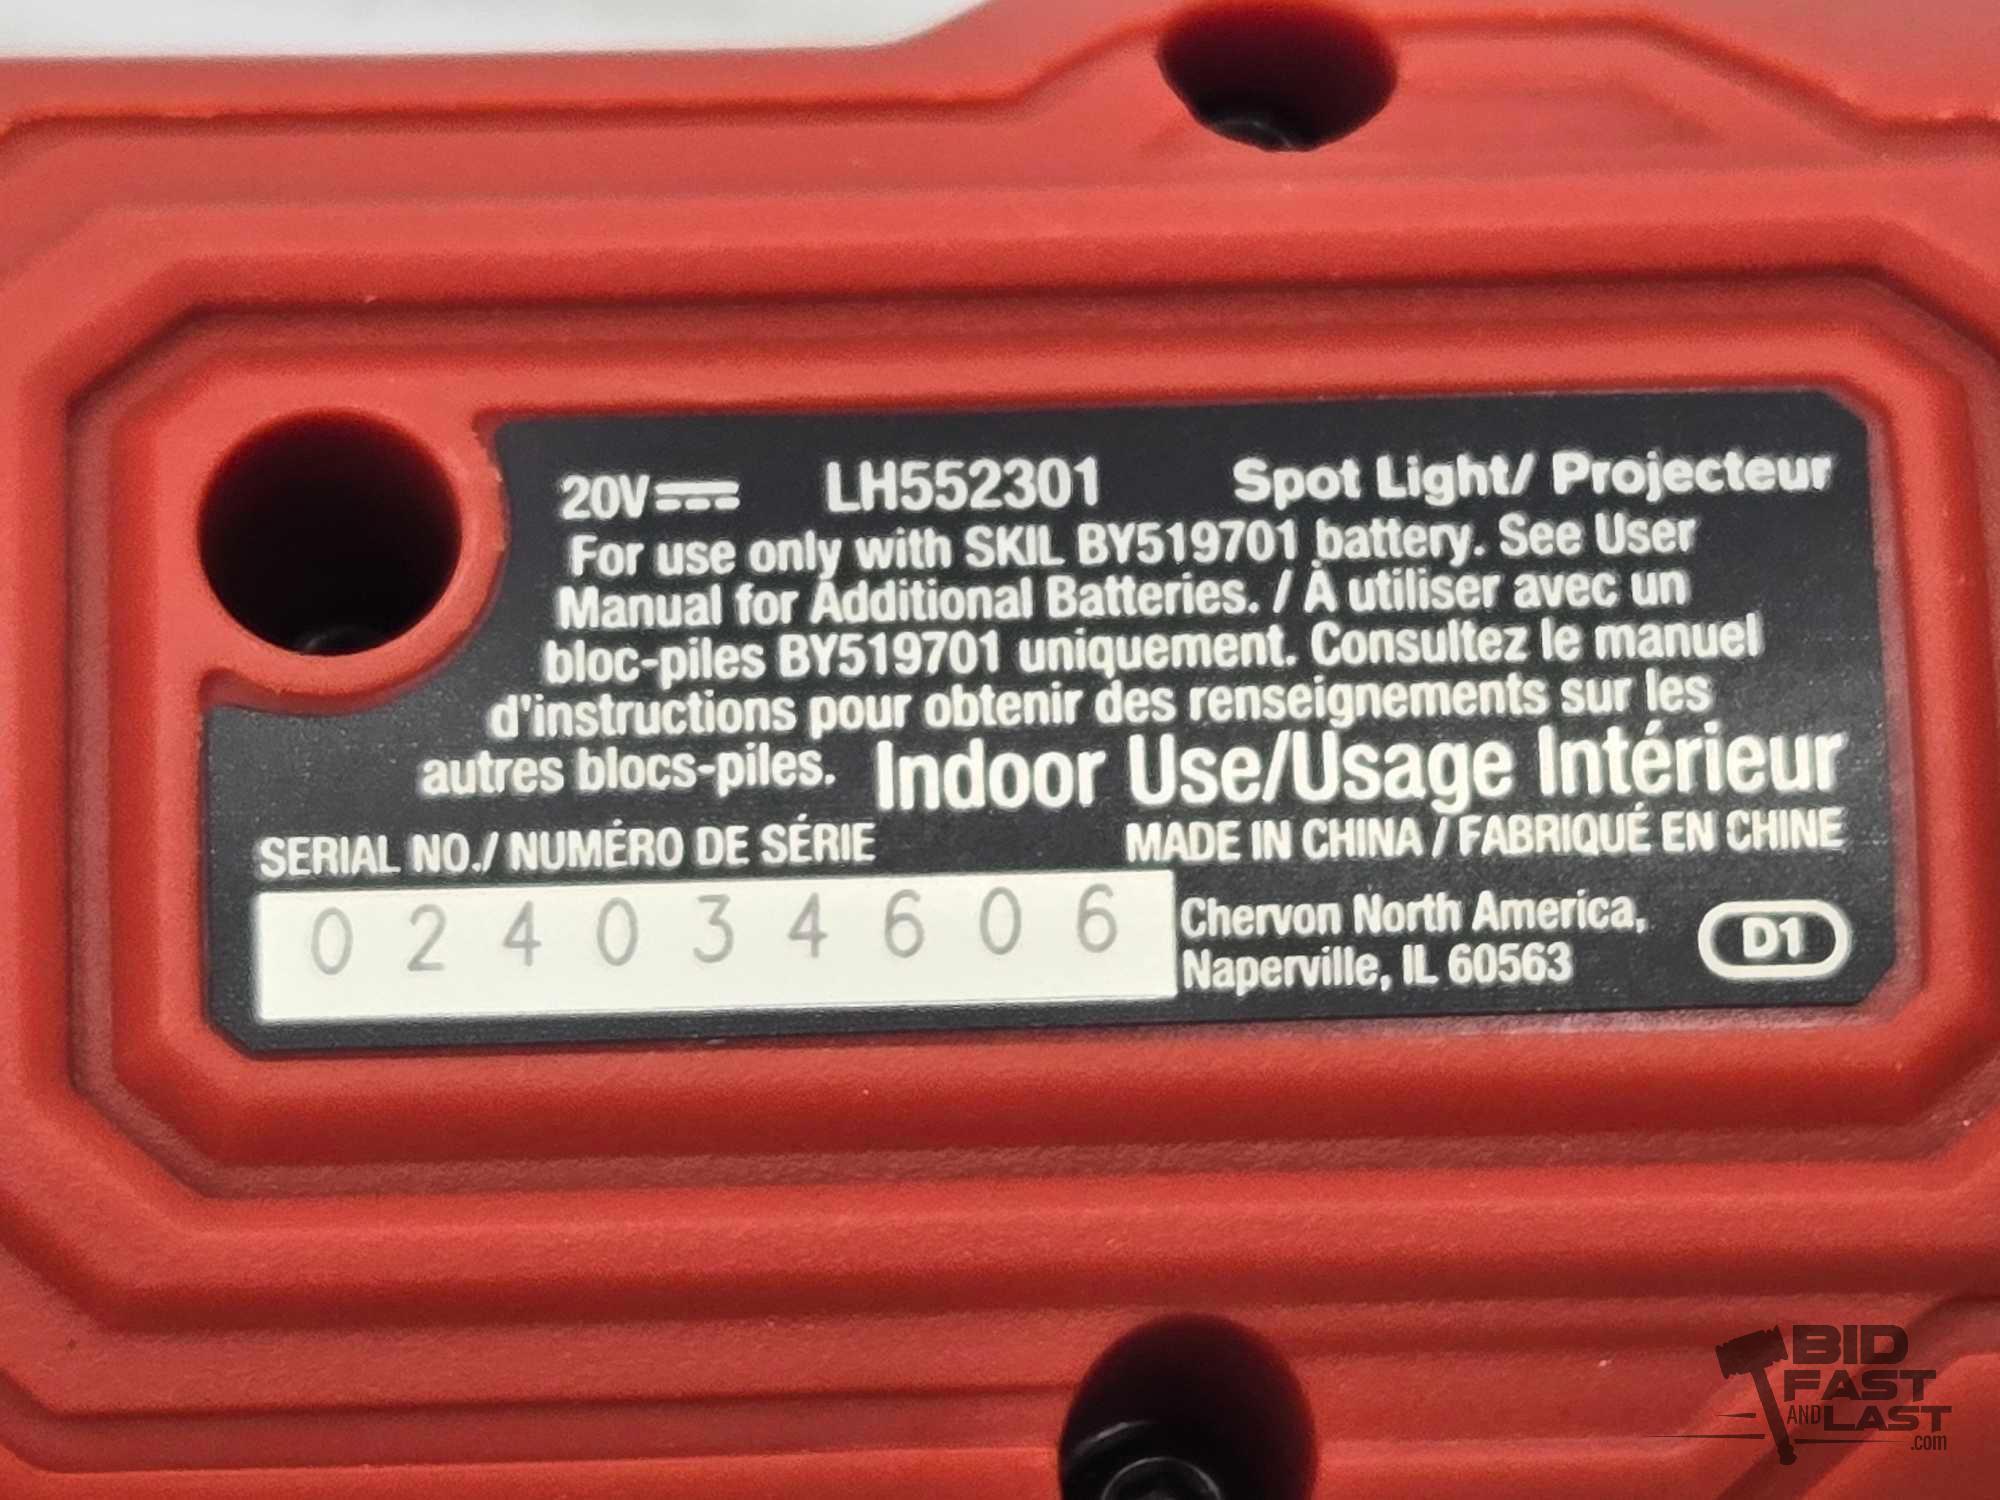 20V LH552301 Spot Light/ Projecteur
For use only with SKIL BY519701 battery. See User
Manual for Additional Batteries. / À utiliser avec un
bloc-piles BY519701 uniquement. Consultez le manuel
d'instructions pour obtenir des renseignements sur les
autres blocs-piles. Indoor Use/Usage Intérieur
SERIAL NO./ NUMÉRO DE SÉRIE
MADE IN CHINA / FABRIQUÉ EN CHINE
0 2 4 0 3 4 6 0 6
Chervon North America,
Naperville, IL 60563
D1
BID
FAST
AND LAST
.com